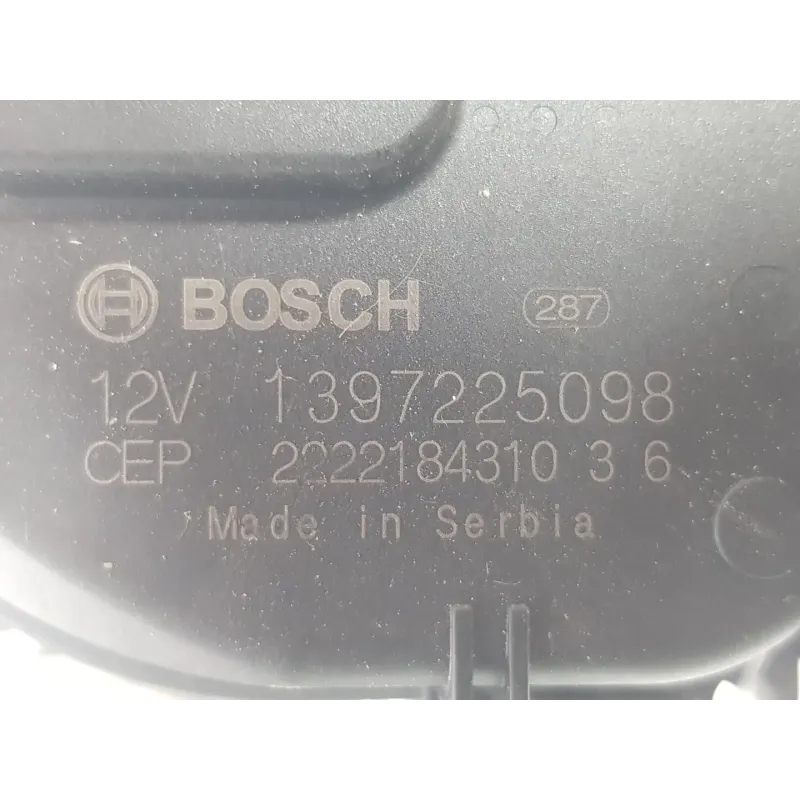 BOSCH 287
12V 1397225098
CEP 2222184310 3 6
Made in Serbia